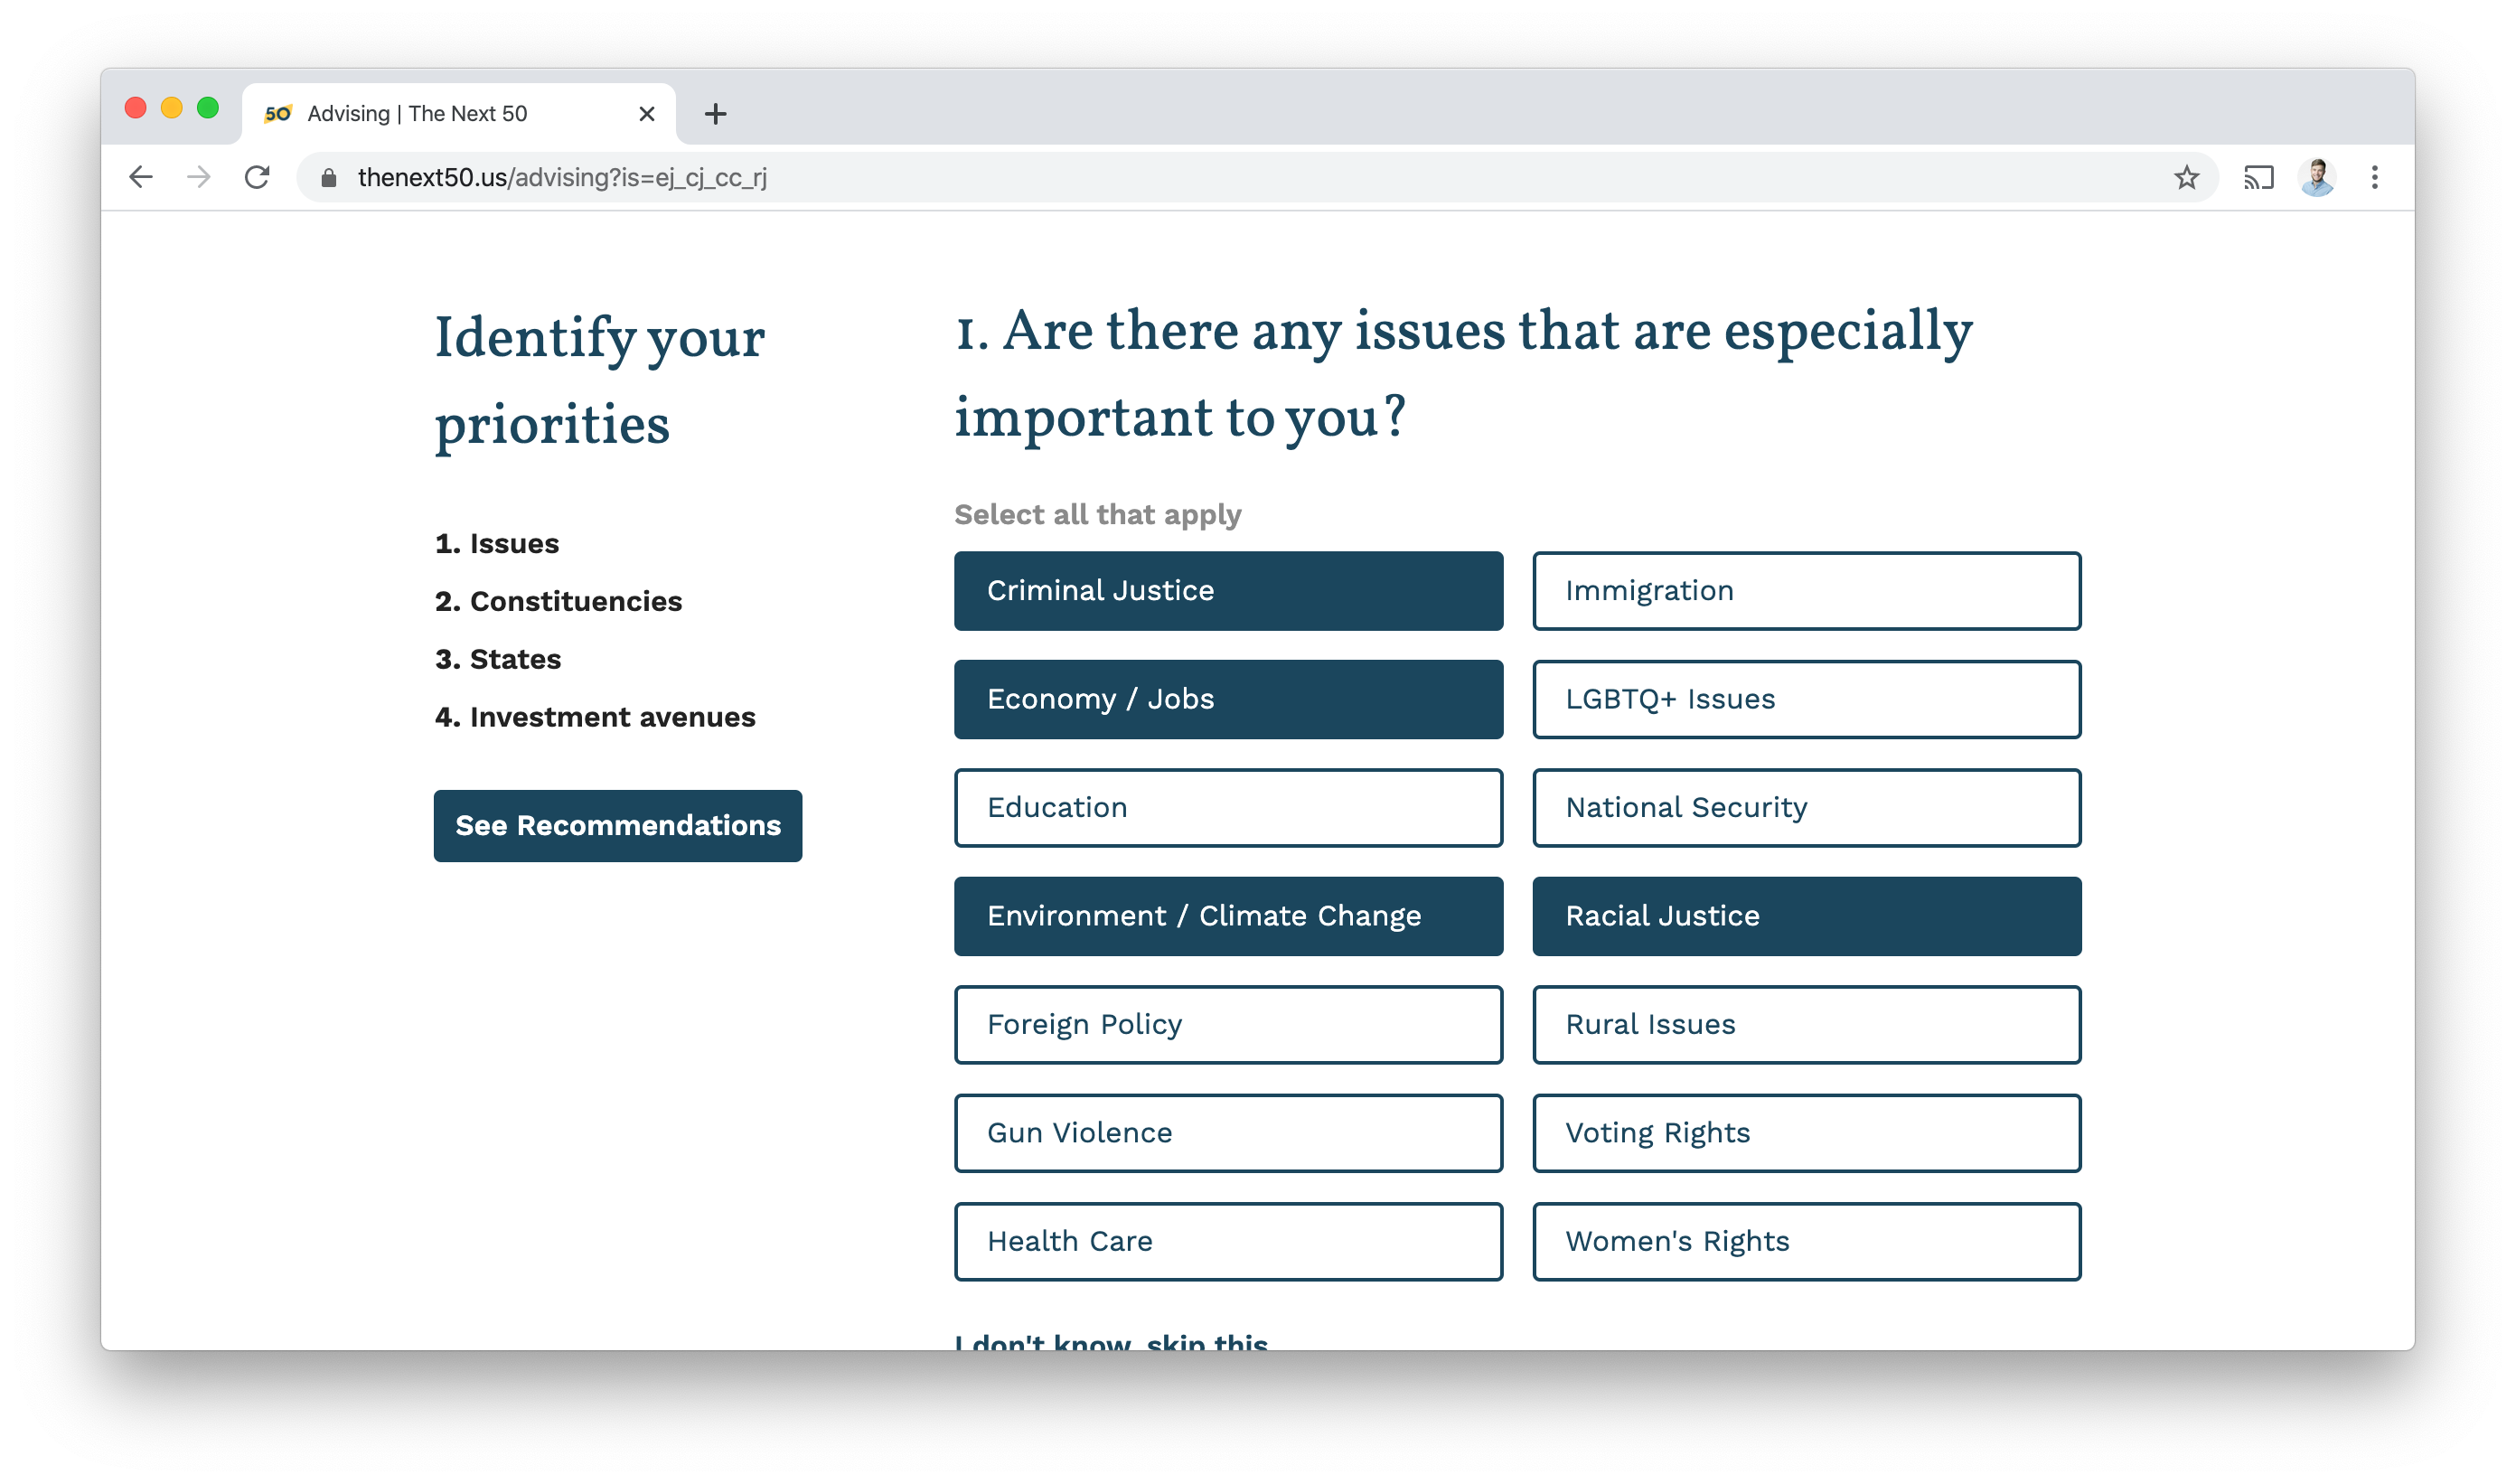 50 Advising | The Next 50
thenext50.us/advising?is=ej_cj_cc_rj
Identify your
priorities
1. Issues
2. Constituencies
3. States
4. Investment avenues
See Recommendations
1. Are there any issues that are especially
important to you?
Select all that apply
Criminal Justice
Immigration
Economy / Jobs
LGBTQ+ Issues
Education
National Security
Environment / Climate Change
Racial Justice
Foreign Policy
Rural Issues
Gun Violence
Voting Rights
Health Care
Women's Rights
I don't know, skip this